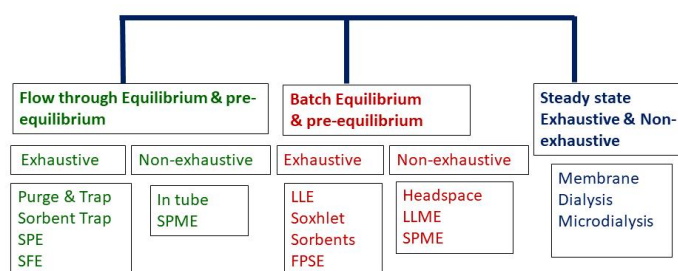 Flow through Equilibrium & pre-
equilibrium
Batch Equilibrium
& pre-equilibrium
Steady state
Exhaustive & Non-
exhaustive
Exhaustive
Non-exhaustive
Exhaustive
Non-exhaustive
Purge & Trap
Sorbent Trap
SPE
SFE
In tube
SPME
LLE
Soxhlet
Sorbents
FPSE
Headspace
LLME
SPME
Membrane
Dialysis
Microdialysis